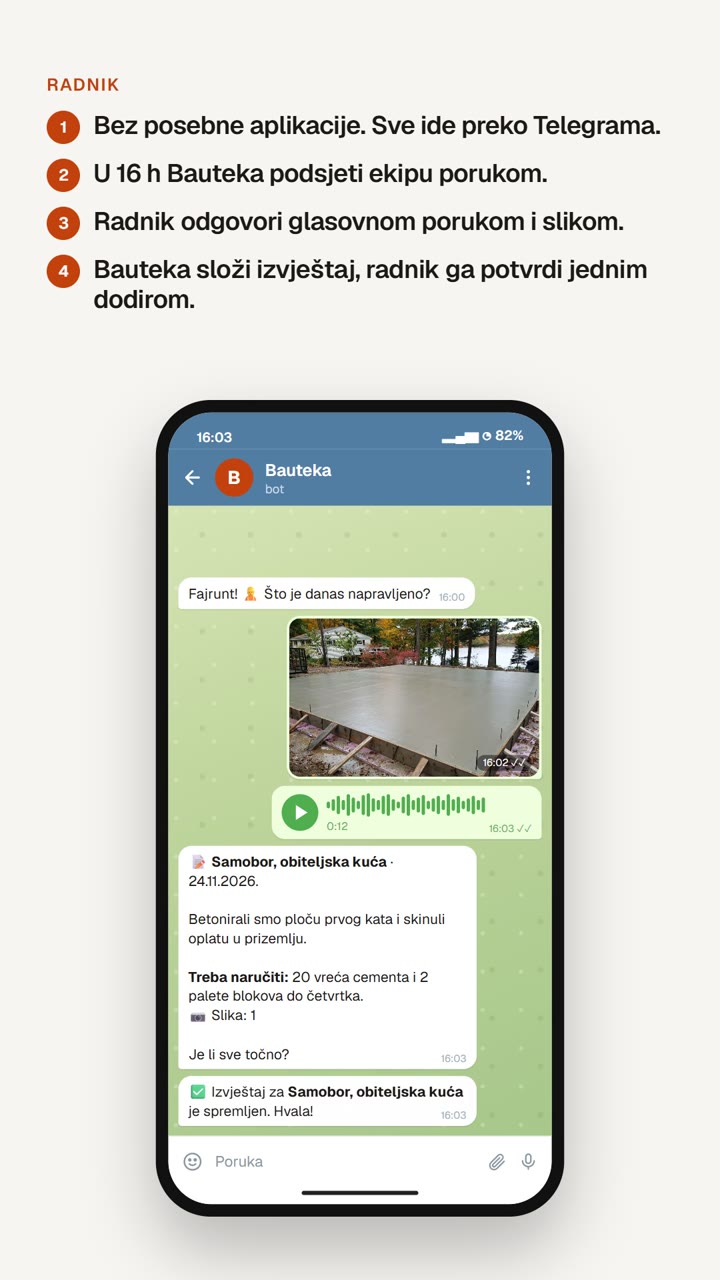 RADNIK
1 Bez posebne aplikacije. Sve ide preko Telegrama.
2 U 16 h Bauteka podsjeti ekipu porukom.
3 Radnik odgovori glasovnom porukom i slikom.
4 Bauteka složi izvještaj, radnik ga potvrdi jednim
dodirom.
16:03 82%
B Bauteka
bot
Fajrunt! 👷 Što je danas napravljeno? 16:00
16:02 ✓✓
0:12 16:03 ✓✓
📝 Samobor, obiteljska kuća ·
24.11.2026.
Betonirali smo ploču prvog kata i skinuli
oplatu u prizemlju.
Treba naručiti: 20 vreća cementa i 2
palete blokova do četvrtka.
📷 Slika: 1
Je li sve točno? 16:03
✅ Izvještaj za Samobor, obiteljska kuća
je spremljen. Hvala! 16:03
Poruka